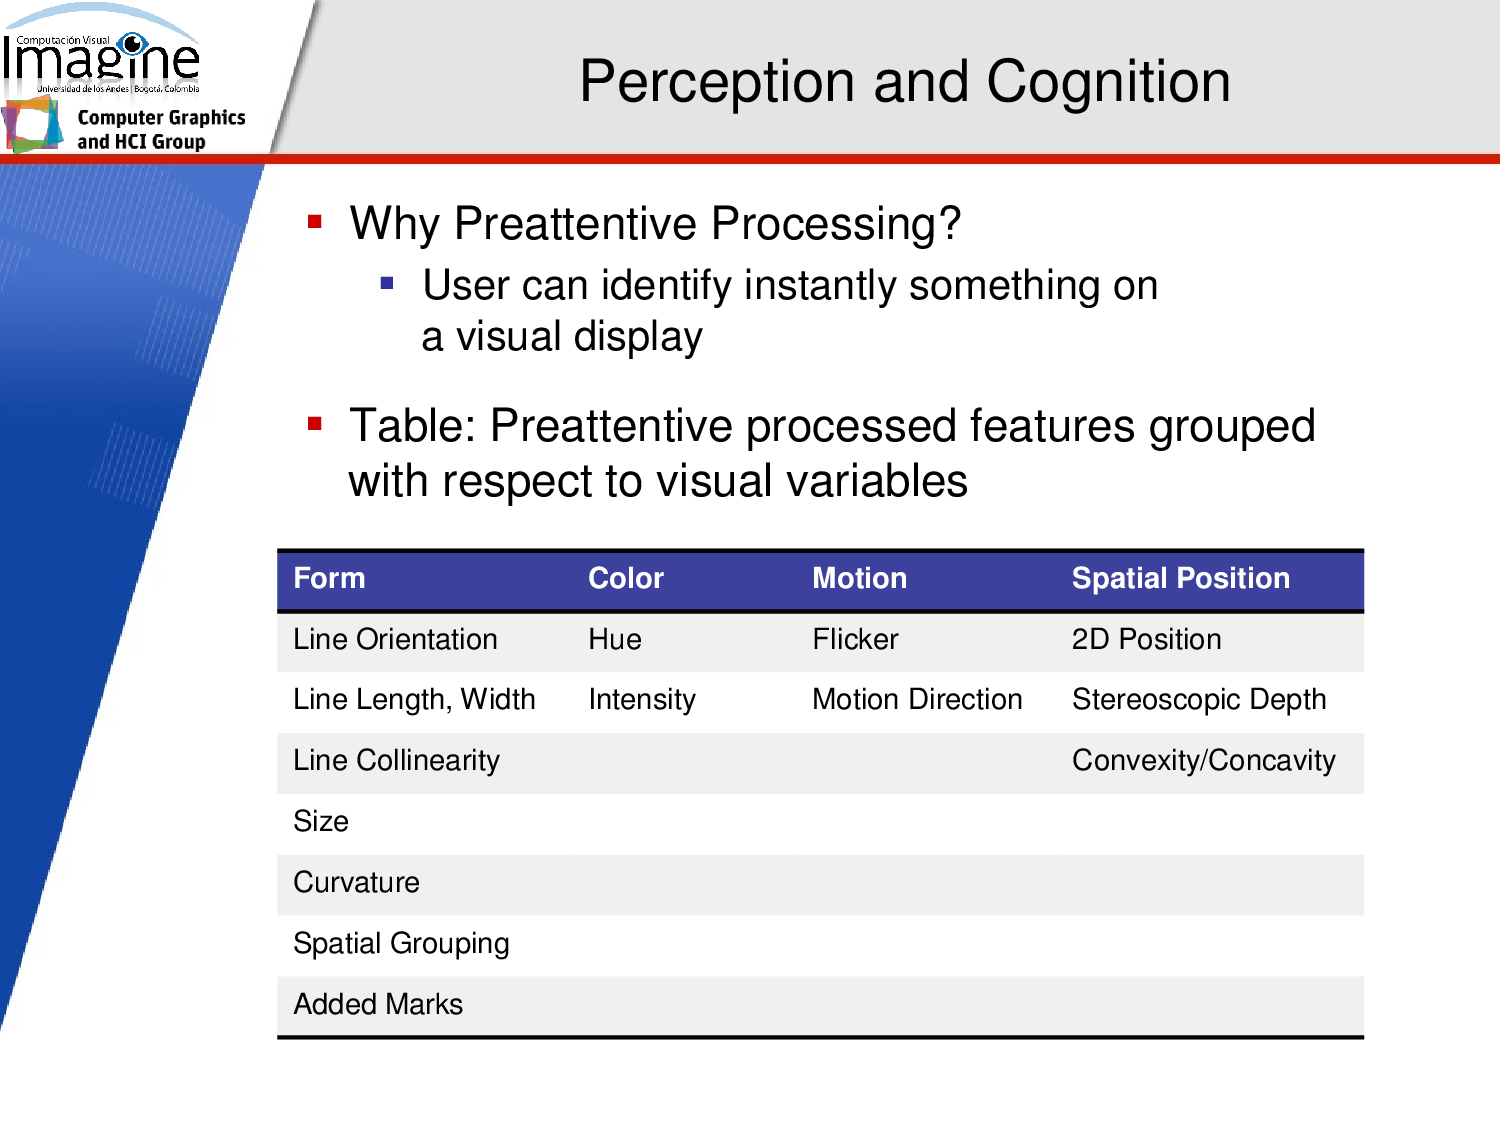 Computación Visual
Imagine
Universidad de los Andes | Bogotá, Colombia
Computer Graphics
and HCI Group
Perception and Cognition
Why Preattentive Processing?
User can identify instantly something on
a visual display
Table: Preattentive processed features grouped
with respect to visual variables
Form Color Motion Spatial Position
Line Orientation Hue Flicker 2D Position
Line Length, Width Intensity Motion Direction Stereoscopic Depth
Line Collinearity Convexity/Concavity
Size
Curvature
Spatial Grouping
Added Marks